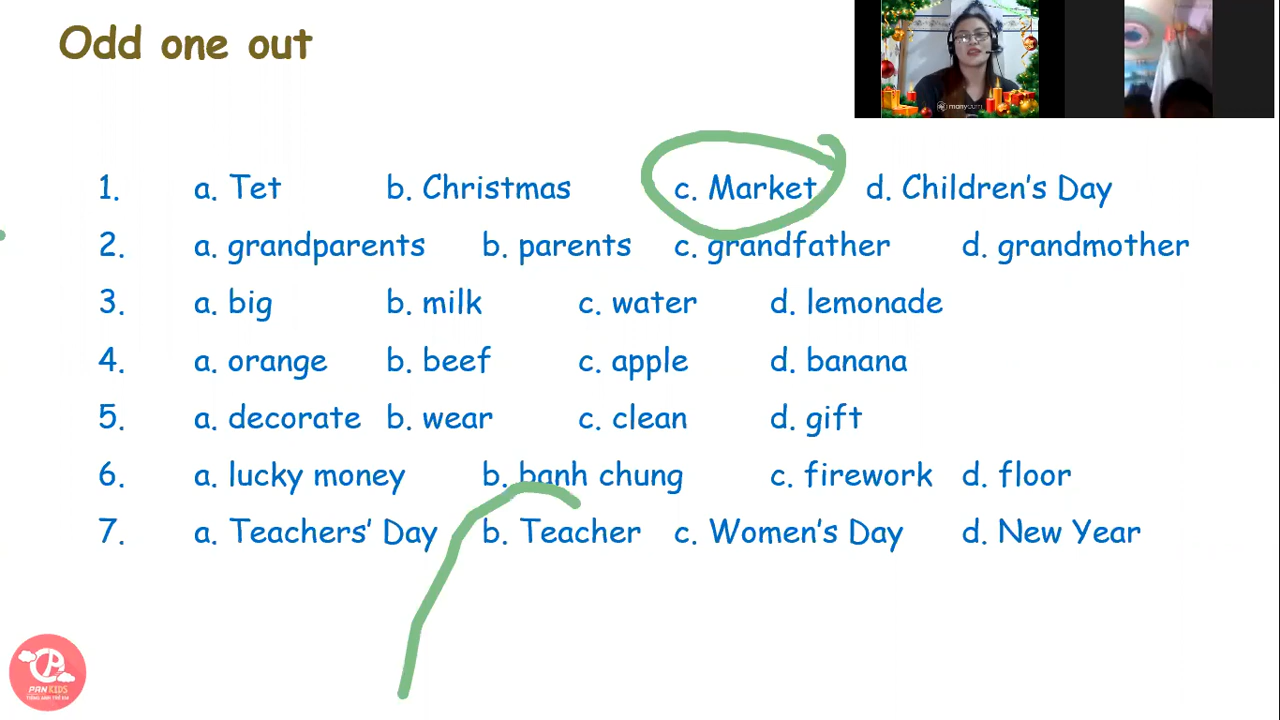 Odd one out
manycam
1. a. Tet b. Christmas c. Market d. Children's Day
2. a. grandparents b. parents c. grandfather d. grandmother
3. a. big b. milk c. water d. lemonade
4. a. orange b. beef c. apple d. banana
5. a. decorate b. wear c. clean d. gift
6. a. lucky money b. banh chung c. firework d. floor
7. a. Teachers' Day b. Teacher c. Women's Day d. New Year
PANKIDS